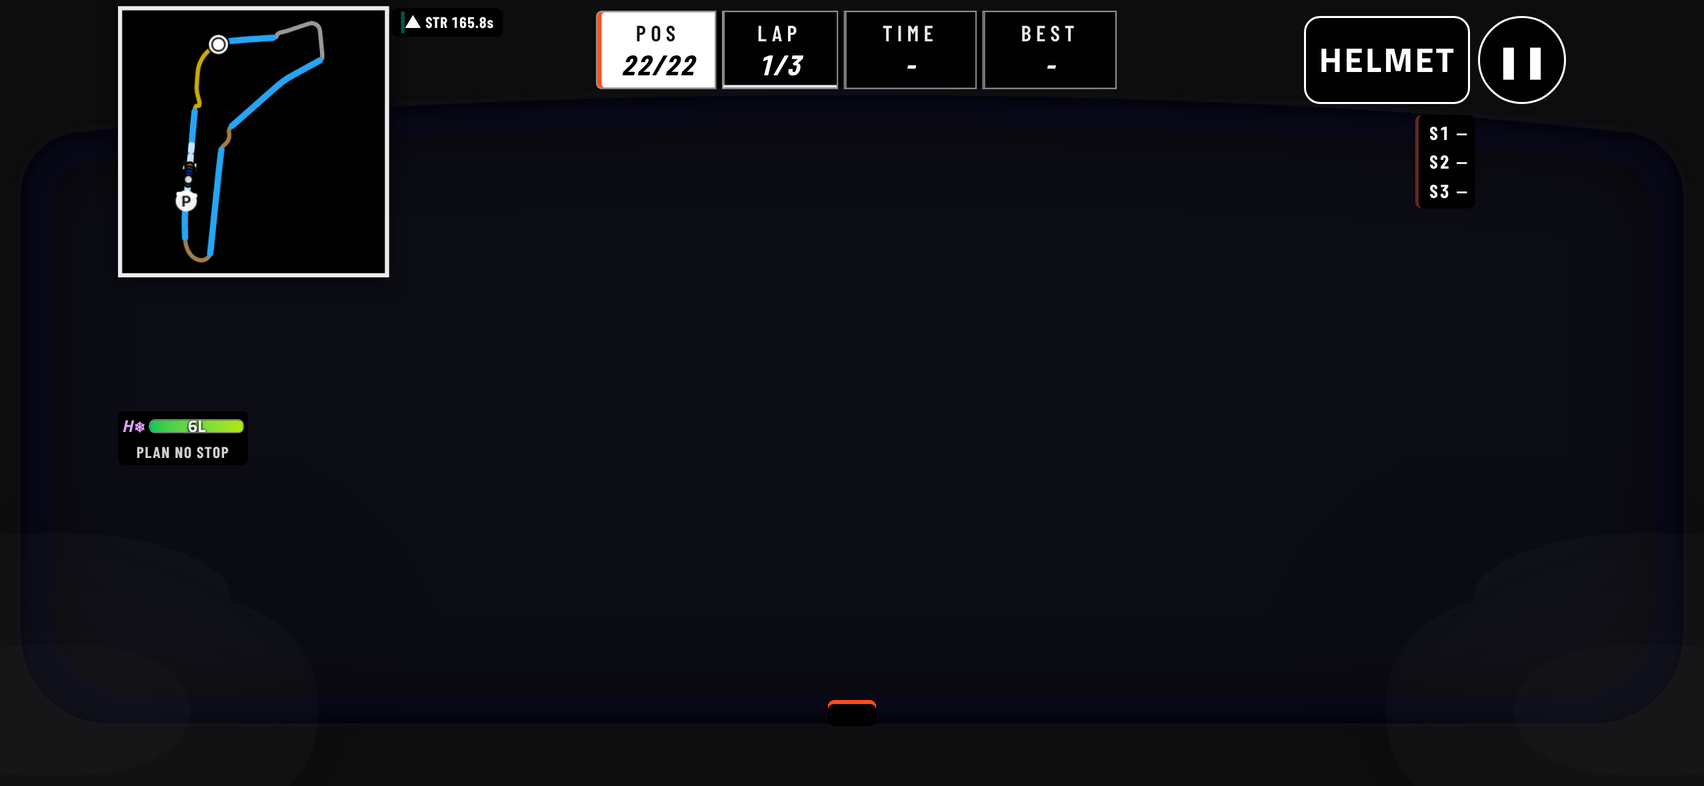 STR 165.8s
POS
22/22
LAP
1/3
TIME
-
BEST
-
HELMET
S1 –
S2 –
S3 –
P
H 6L
PLAN NO STOP